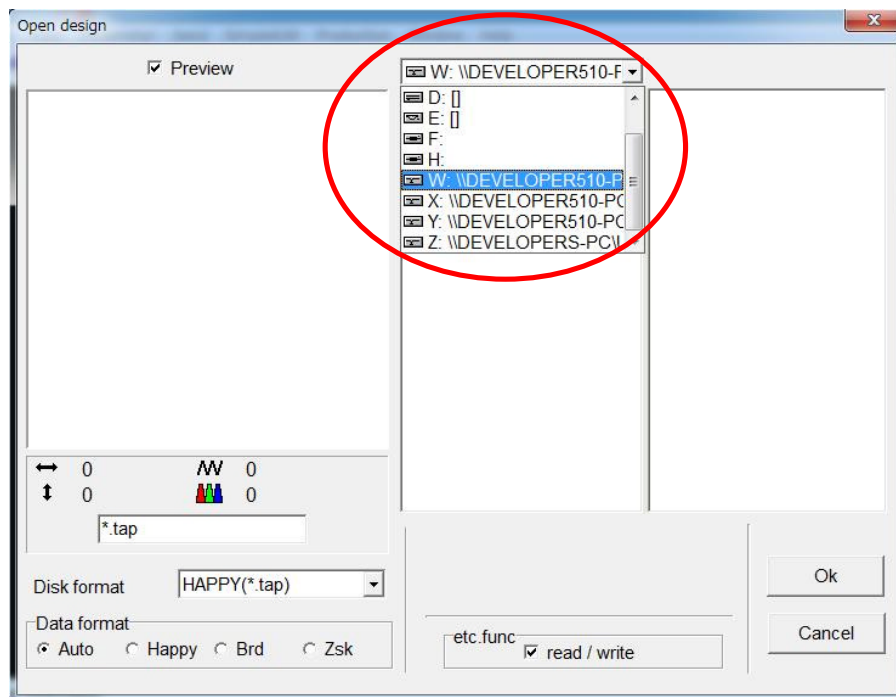 Open design
Preview
W: \\DEVELOPER510-F
D: []
E: []
F:
H:
W: \\DEVELOPER510-P
X: \\DEVELOPER510-PC
Y: \\DEVELOPER510-PC
Z: \\DEVELOPERS-PC\
0
0
0
0
*.tap
Disk format
HAPPY(*.tap)
Data format
Auto
Happy
Brd
Zsk
etc.func
read / write
Ok
Cancel